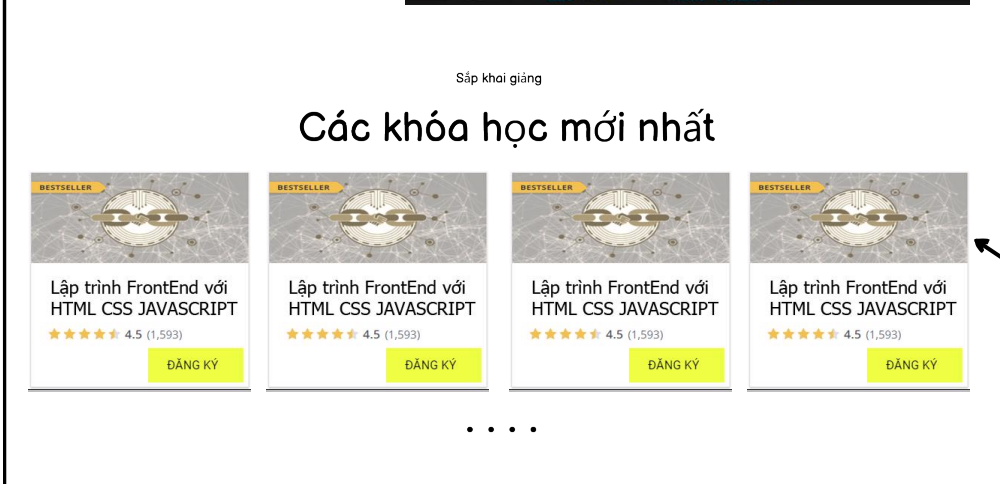 Sắp khai giảng
Các khóa học mới nhất
BESTSELLER
Lập trình FrontEnd với
HTML CSS JAVASCRIPT
4.5 (1,593)
ĐĂNG KÝ
BESTSELLER
Lập trình FrontEnd với
HTML CSS JAVASCRIPT
4.5 (1,593)
ĐĂNG KÝ
BESTSELLER
Lập trình FrontEnd với
HTML CSS JAVASCRIPT
4.5 (1,593)
ĐĂNG KÝ
BESTSELLER
Lập trình FrontEnd với
HTML CSS JAVASCRIPT
4.5 (1,593)
ĐĂNG KÝ